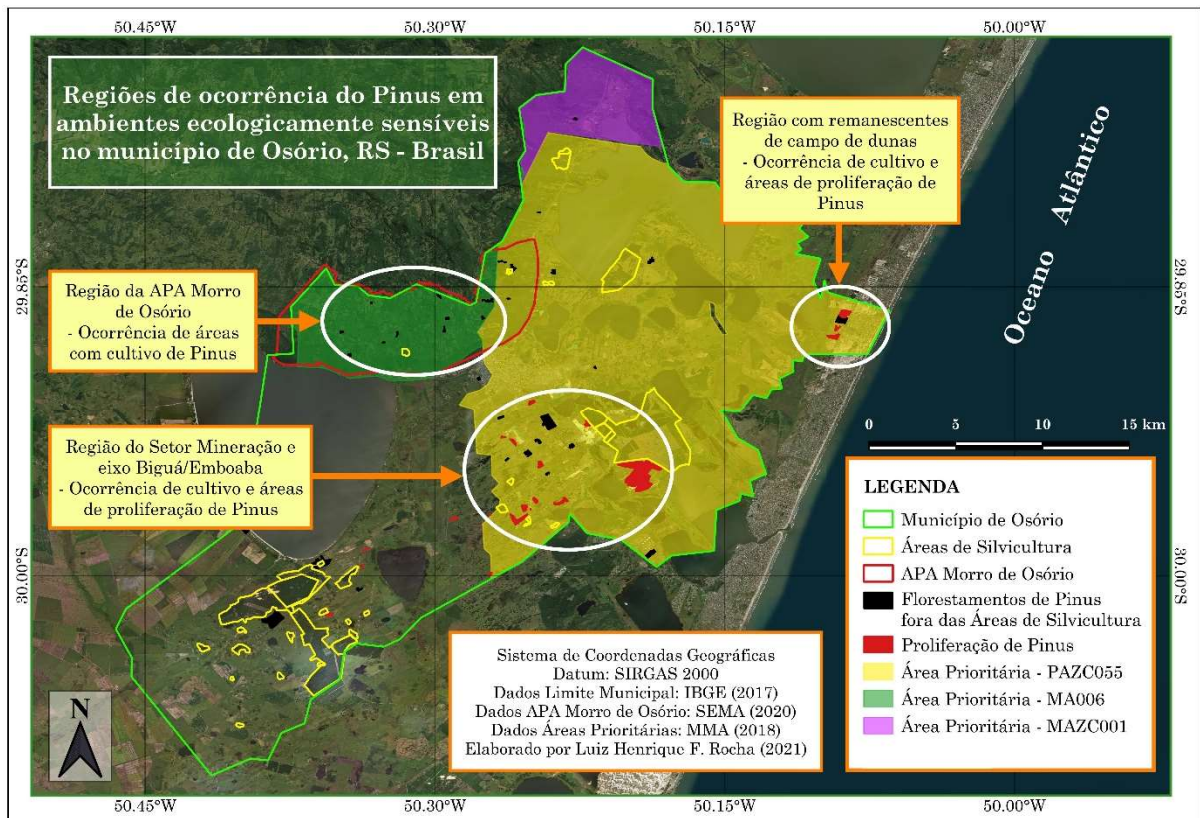 50.45°W
50.30°W
50.15°W
50.00°W
Regiões de ocorrência do Pinus em
ambientes ecologicamente sensíveis
no município de Osório, RS - Brasil
Região com remanescentes
de campo de dunas
- Ocorrência de cultivo e
áreas de proliferação de
Pinus
Oceano Atlântico
29.85°S
29.85°S
Região da APA Morro
de Osório
- Ocorrência de áreas
com cultivo de Pinus
Região do Setor Mineração e
eixo Biguá/Emboaba
- Ocorrência de cultivo e áreas
de proliferação de Pinus
0 5 10 15 km
LEGENDA
Município de Osório
Áreas de Silvicultura
APA Morro de Osório
Florestamentos de Pinus
fora das Áreas de Silvicultura
Proliferação de Pinus
Área Prioritária - PAZC055
Área Prioritária - MA006
Área Prioritária - MAZC001
30.00°S
30.00°S
Sistema de Coordenadas Geográficas
Datum: SIRGAS 2000
Dados Limite Municipal: IBGE (2017)
Dados APA Morro de Osório: SEMA (2020)
Dados Áreas Prioritárias: MMA (2018)
Elaborado por Luiz Henrique F. Rocha (2021)
N
50.45°W
50.30°W
50.15°W
50.00°W